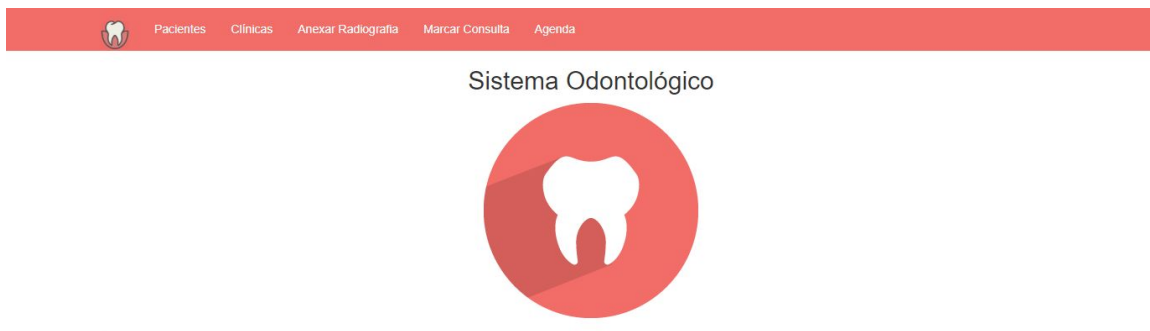 Pacientes Clínicas Anexar Radiografia Marcar Consulta Agenda
Sistema Odontológico